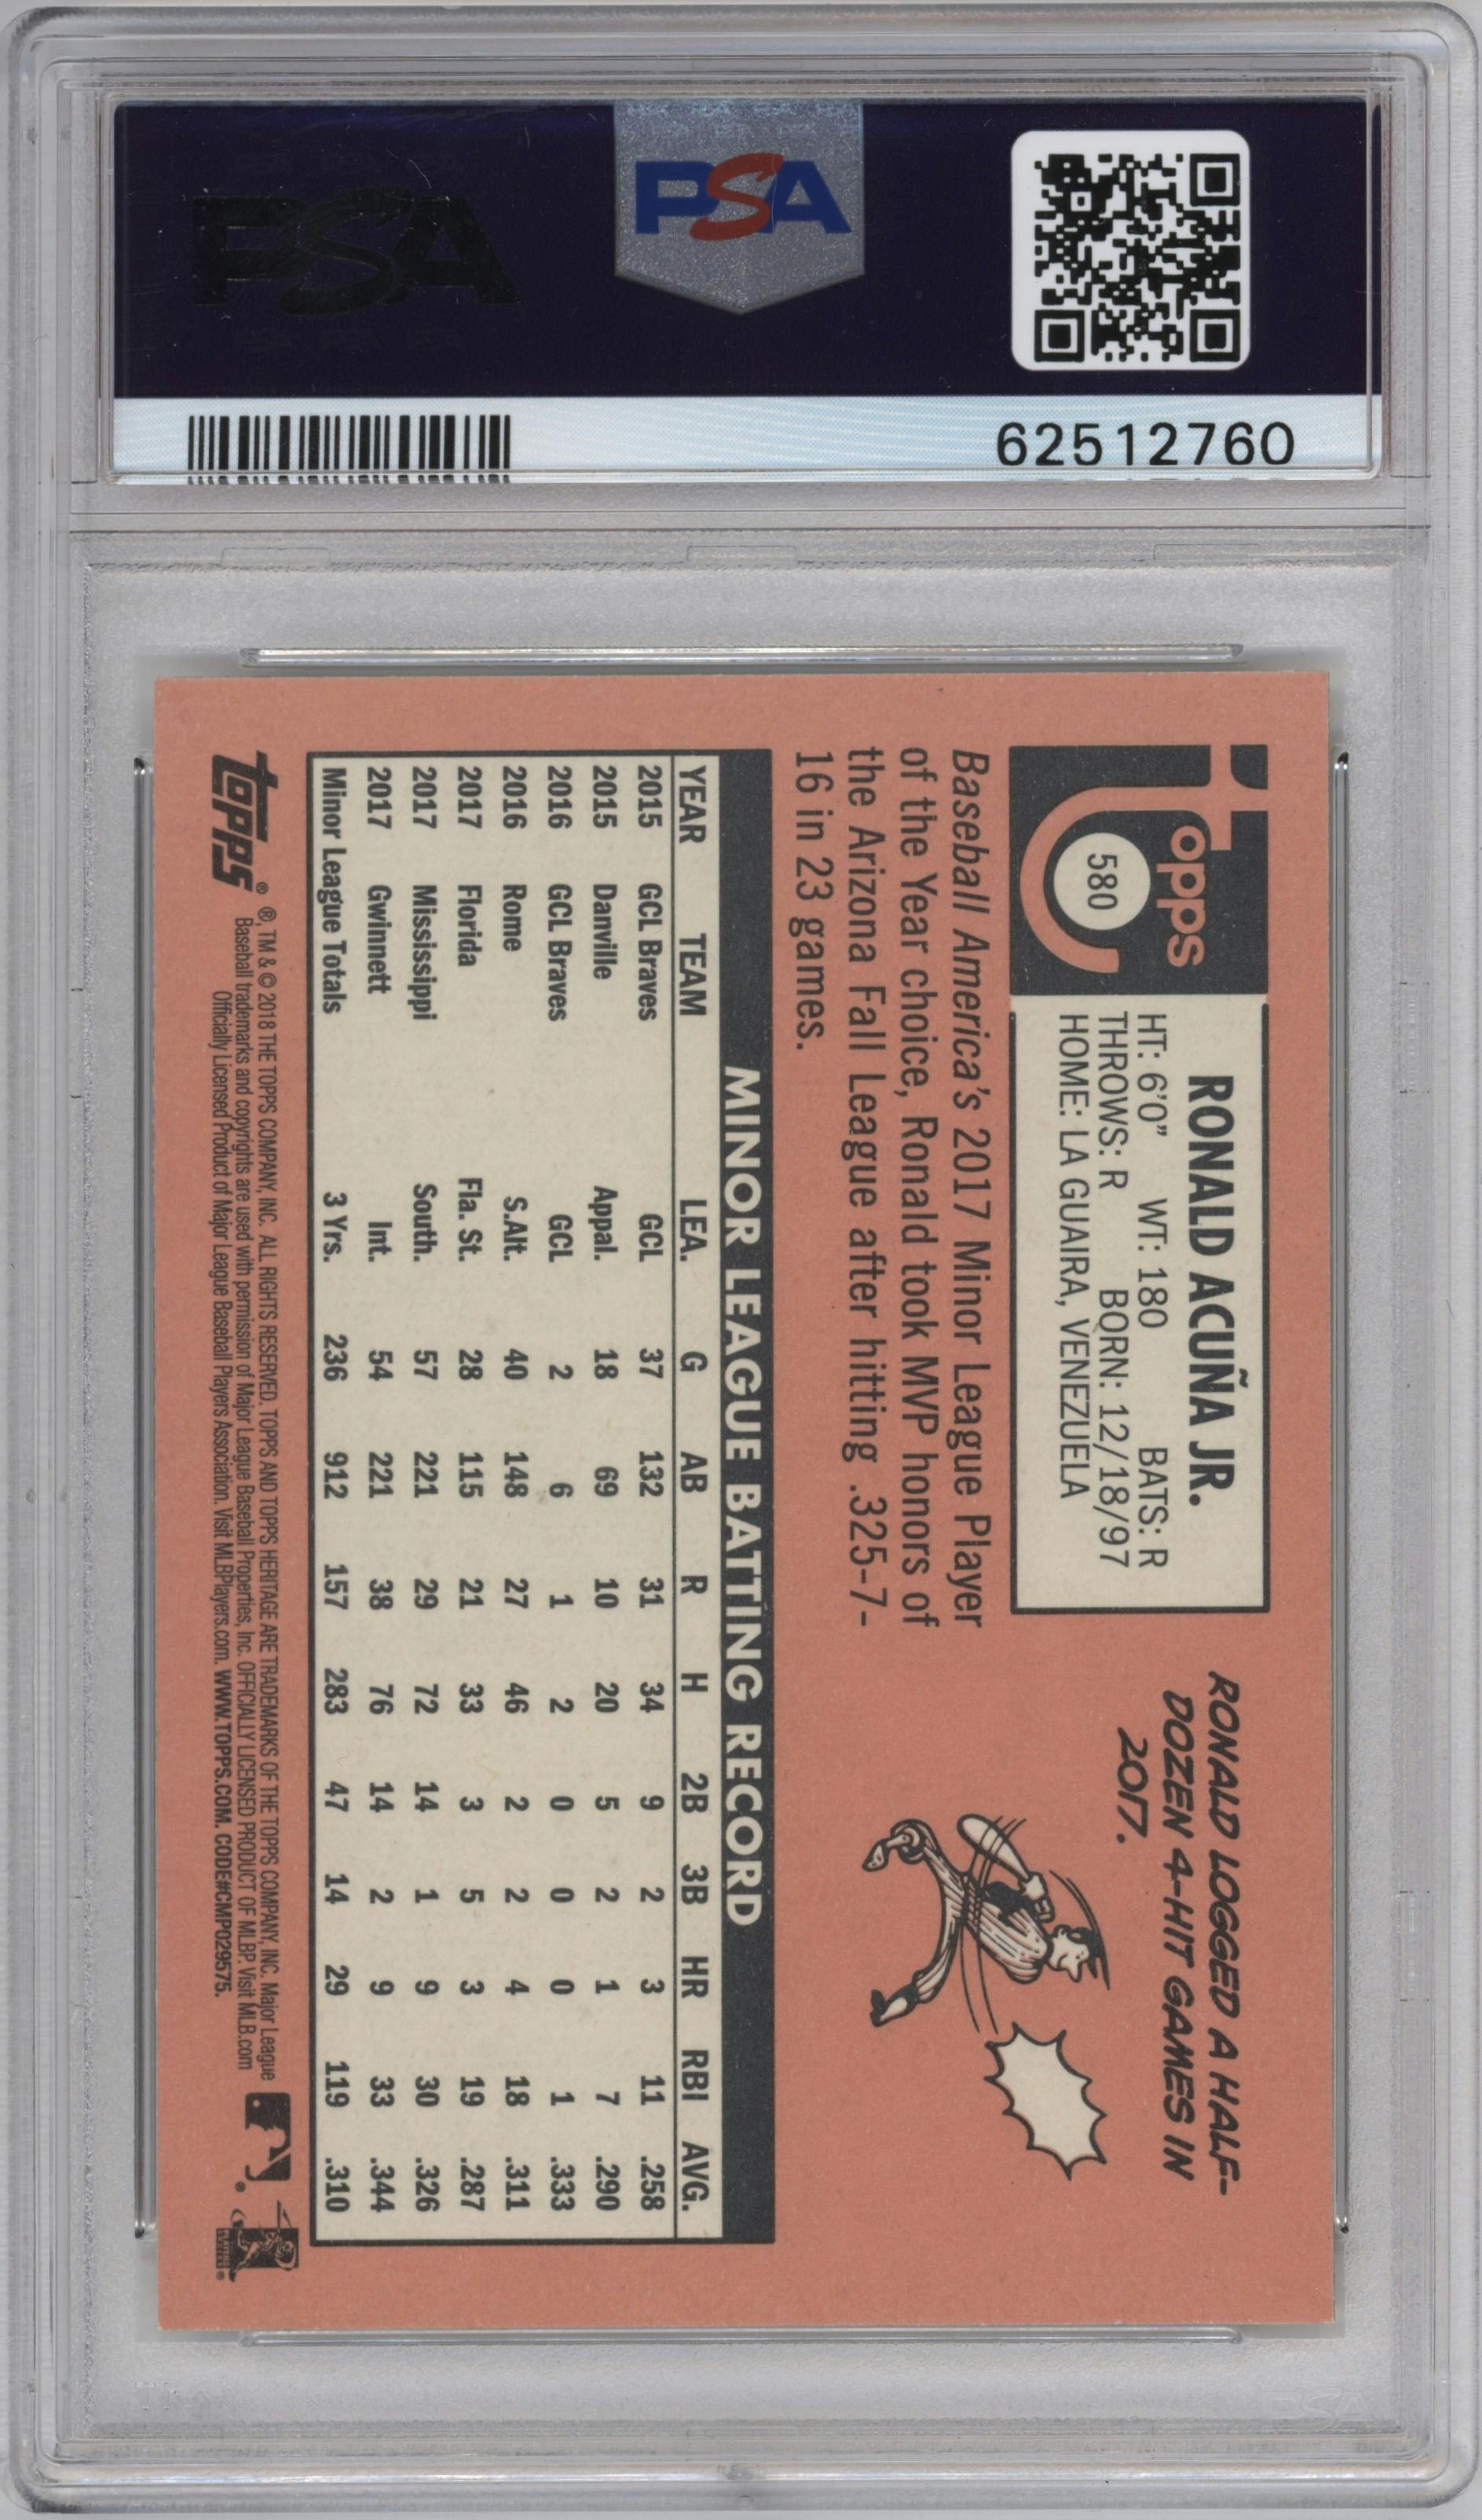 PSA
PSA
62512760
Topps
580
RONALD ACUÑA JR.
HT: 6'0" WT: 180 BATS: R
THROWS: R BORN: 12/18/97
HOME: LA GUAIRA, VENEZUELA
Baseball America's 2017 Minor League Player
of the Year choice, Ronald took MVP honors of
the Arizona Fall League after hitting .325-7-
16 in 23 games.
RONALD LOGGED A HALF-
DOZEN 4-HIT GAMES IN
2017.
MINOR LEAGUE BATTING RECORD
YEAR TEAM LEA. G AB R H 2B 3B HR RBI AVG.
2015 GCL Braves GCL 37 132 31 34 9 2 3 11 .258
2015 Danville Appal. 18 69 10 20 5 2 1 7 .290
2016 GCL Braves GCL 2 6 1 2 0 0 0 1 .333
2016 Rome S.Alt. 40 148 27 46 2 2 4 18 .311
2017 Florida Fla. St. 28 115 21 33 3 5 3 19 .287
2017 Mississippi South. 57 221 29 72 14 1 9 30 .326
2017 Gwinnett Int. 54 221 38 76 14 2 9 33 .344
Minor League Totals 3 Yrs. 236 912 157 283 47 14 29 119 .310
topps®
®, TM & © 2018 THE TOPPS COMPANY, INC. ALL RIGHTS RESERVED. TOPPS AND TOPPS HERITAGE ARE TRADEMARKS OF THE TOPPS COMPANY, INC. Major League
Baseball trademarks and copyrights are used with permission of Major League Baseball Properties, Inc. OFFICIALLY LICENSED PRODUCT OF MLBP. Visit MLB.com
Officially Licensed Product of Major League Baseball Players Association. Visit MLBPlayers.com. WWW.TOPPS.COM. CODE#CMP029575.